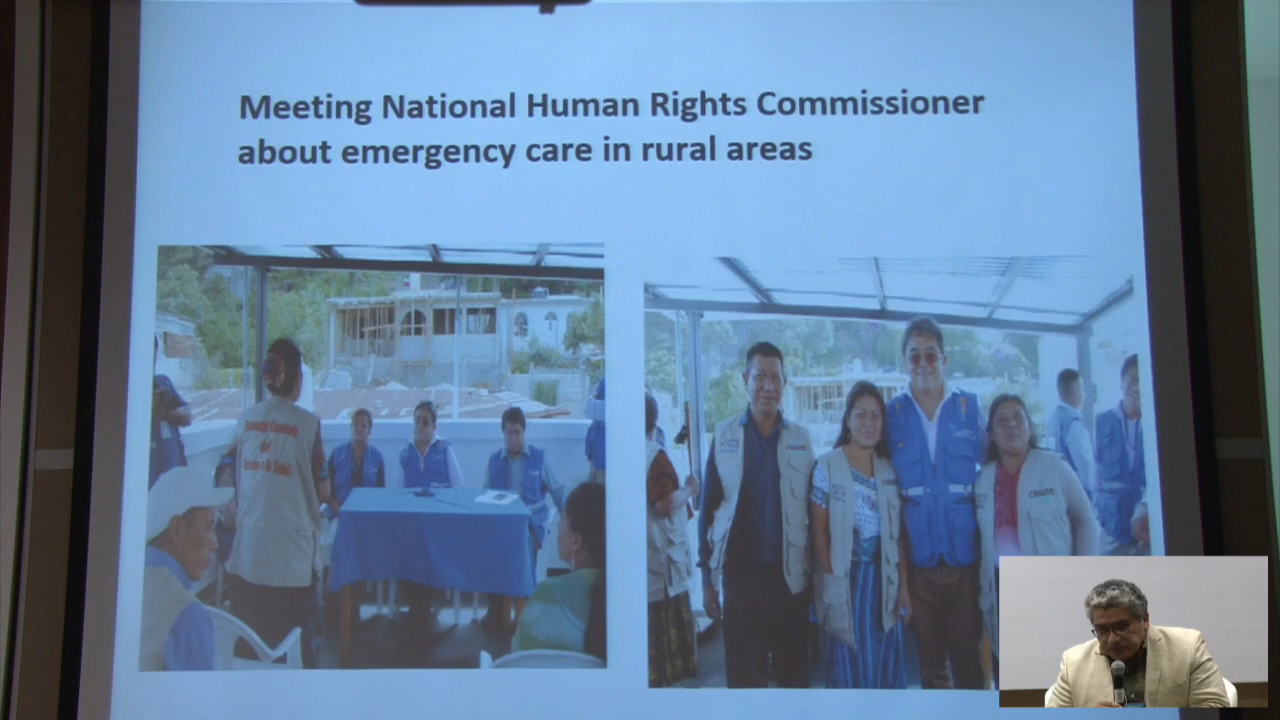 Meeting National Human Rights Commissioner
about emergency care in rural areas